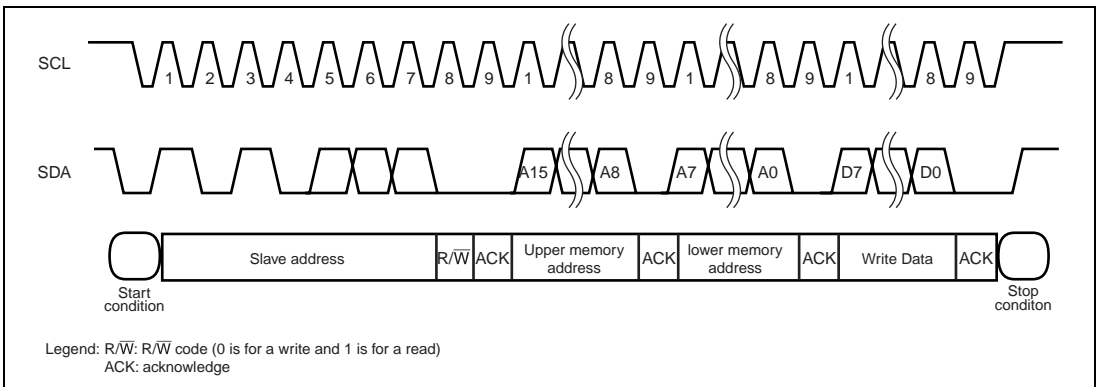 SCL
1 2 3 4 5 6 7 8 9 1 8 9 1 8 9 1 8 9
SDA
A15 A8 A7 A0 D7 D0
Slave address R/W̅ ACK Upper memory address ACK lower memory address ACK Write Data ACK
Start condition
Stop conditon
Legend: R/W̅: R/W̅ code (0 is for a write and 1 is for a read)
ACK: acknowledge